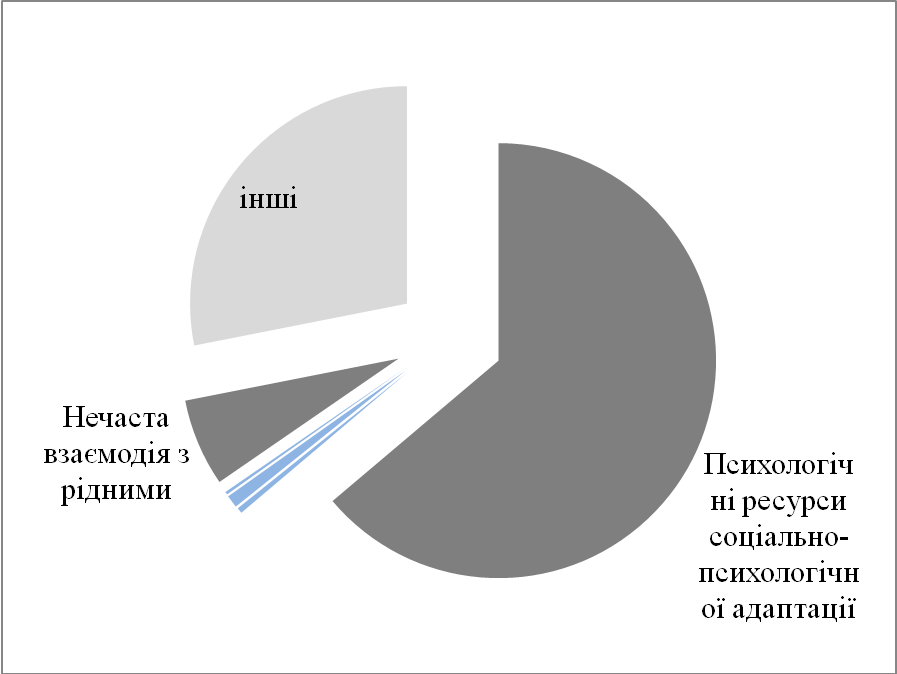 інші
Нечаста
взаємодія з
рідними
Психологіч
ні ресурси
соціально-
психологічн
ої адаптації